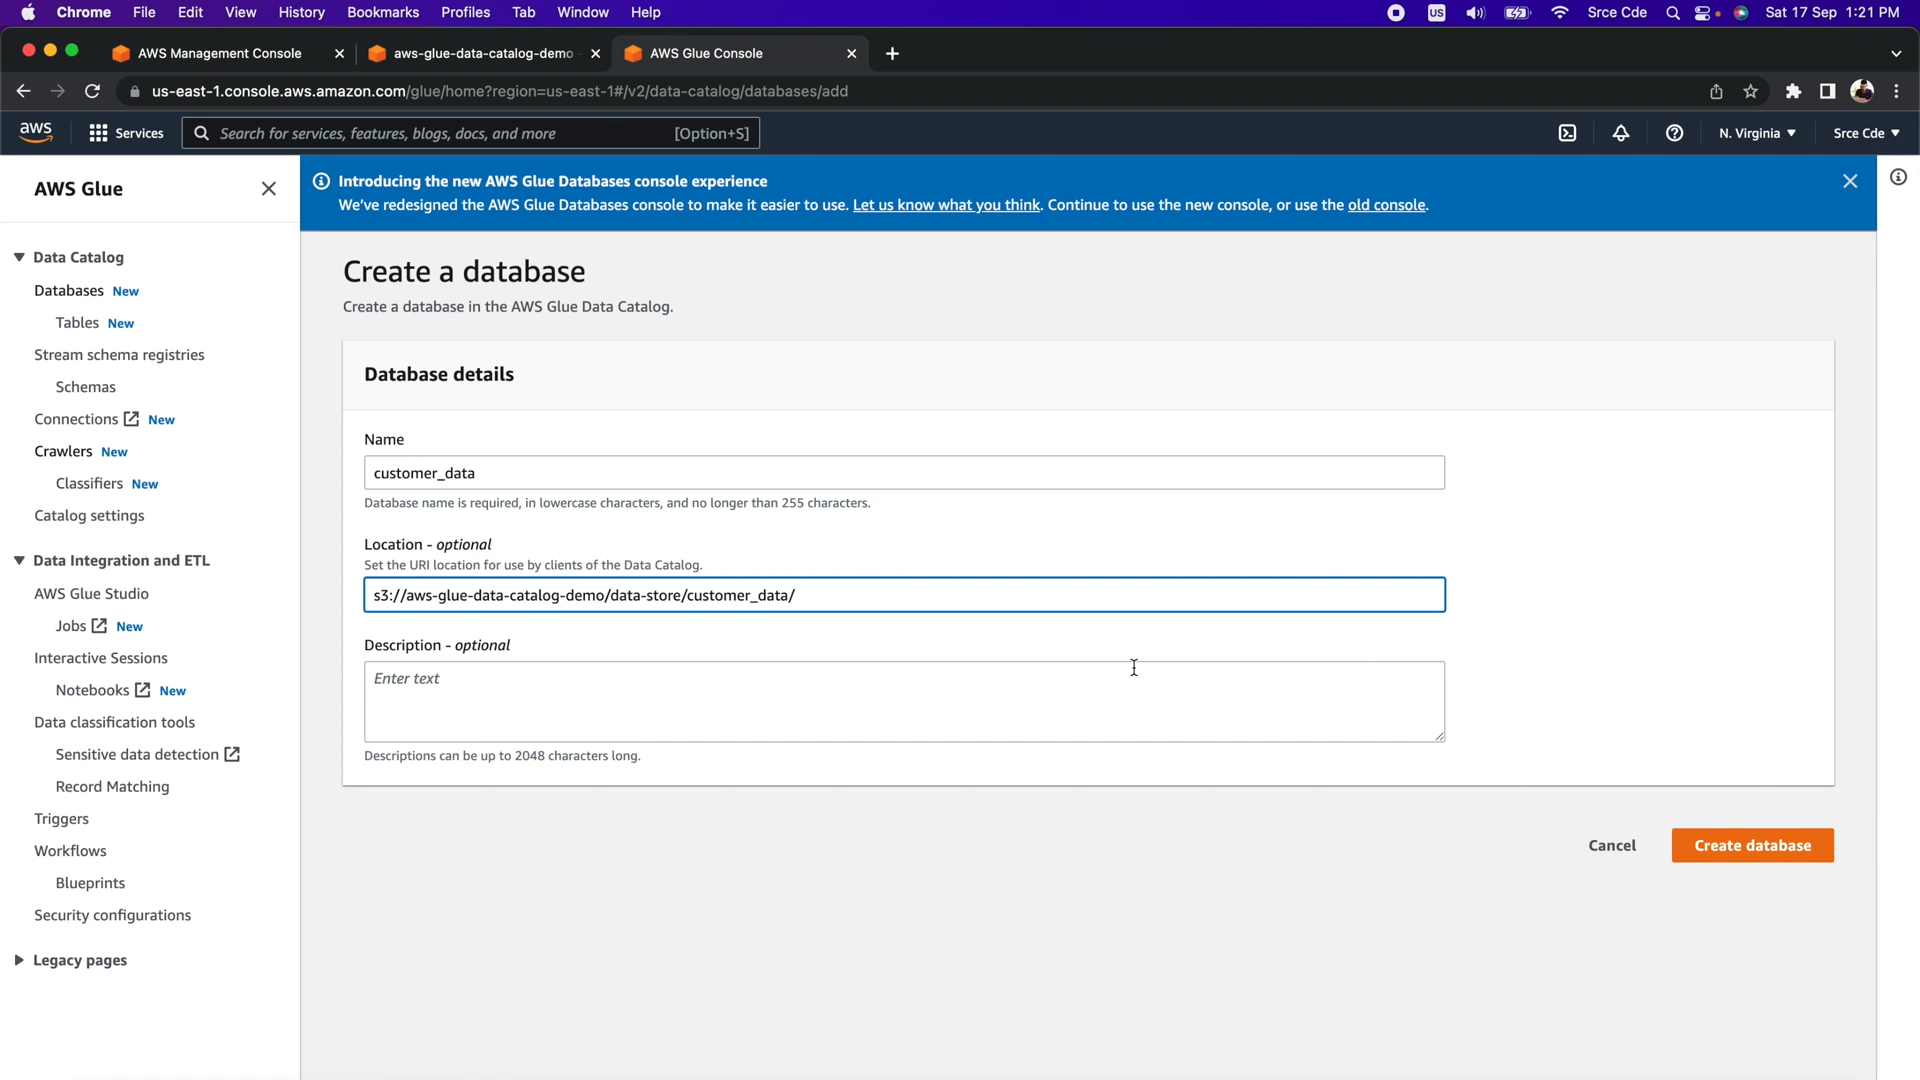 Chrome File Edit View History Bookmarks Profiles Tab Window Help US Srce Cde Sat 17 Sep 1:21 PM
AWS Management Console aws-glue-data-catalog-demo AWS Glue Console
us-east-1.console.aws.amazon.com/glue/home?region=us-east-1#/v2/data-catalog/databases/add
aws Services Search for services, features, blogs, docs, and more [Option+S] N. Virginia Srce Cde
AWS Glue
Data Catalog
Databases New
Tables New
Stream schema registries
Schemas
Connections New
Crawlers New
Classifiers New
Catalog settings
Data Integration and ETL
AWS Glue Studio
Jobs New
Interactive Sessions
Notebooks New
Data classification tools
Sensitive data detection
Record Matching
Triggers
Workflows
Blueprints
Security configurations
Legacy pages
Introducing the new AWS Glue Databases console experience
We've redesigned the AWS Glue Databases console to make it easier to use. Let us know what you think. Continue to use the new console, or use the old console.
Create a database
Create a database in the AWS Glue Data Catalog.
Database details
Name
customer_data
Database name is required, in lowercase characters, and no longer than 255 characters.
Location - optional
Set the URI location for use by clients of the Data Catalog.
s3://aws-glue-data-catalog-demo/data-store/customer_data/
Description - optional
Enter text
Descriptions can be up to 2048 characters long.
Cancel Create database